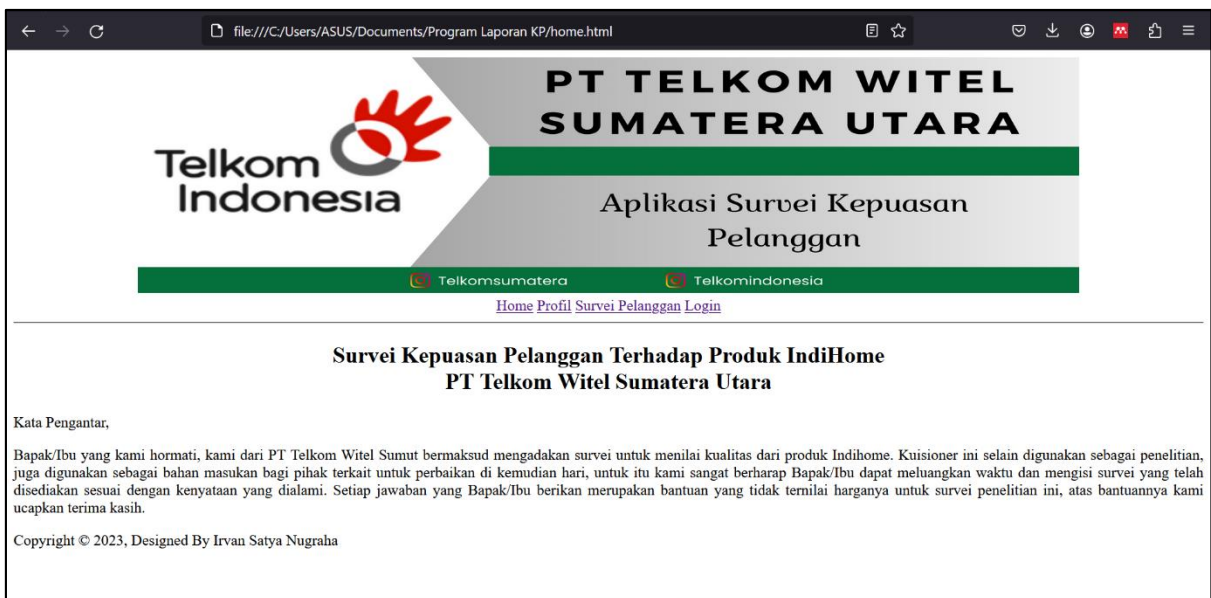 file:///C:/Users/ASUS/Documents/Program Laporan KP/home.html
Telkom
Indonesia
PT TELKOM WITEL
SUMATERA UTARA
Aplikasi Survei Kepuasan
Pelanggan
Telkomsumatera Telkomindonesia
Home Profil Survei Pelanggan Login
Survei Kepuasan Pelanggan Terhadap Produk IndiHome
PT Telkom Witel Sumatera Utara
Kata Pengantar,
Bapak/Ibu yang kami hormati, kami dari PT Telkom Witel Sumut bermaksud mengadakan survei untuk menilai kualitas dari produk Indihome. Kuisioner ini selain digunakan sebagai penelitian,
juga digunakan sebagai bahan masukan bagi pihak terkait untuk perbaikan di kemudian hari, untuk itu kami sangat berharap Bapak/Ibu dapat meluangkan waktu dan mengisi survei yang telah
disediakan sesuai dengan kenyataan yang dialami. Setiap jawaban yang Bapak/Ibu berikan merupakan bantuan yang tidak ternilai harganya untuk survei penelitian ini, atas bantuannya kami
ucapkan terima kasih.
Copyright © 2023, Designed By Irvan Satya Nugraha